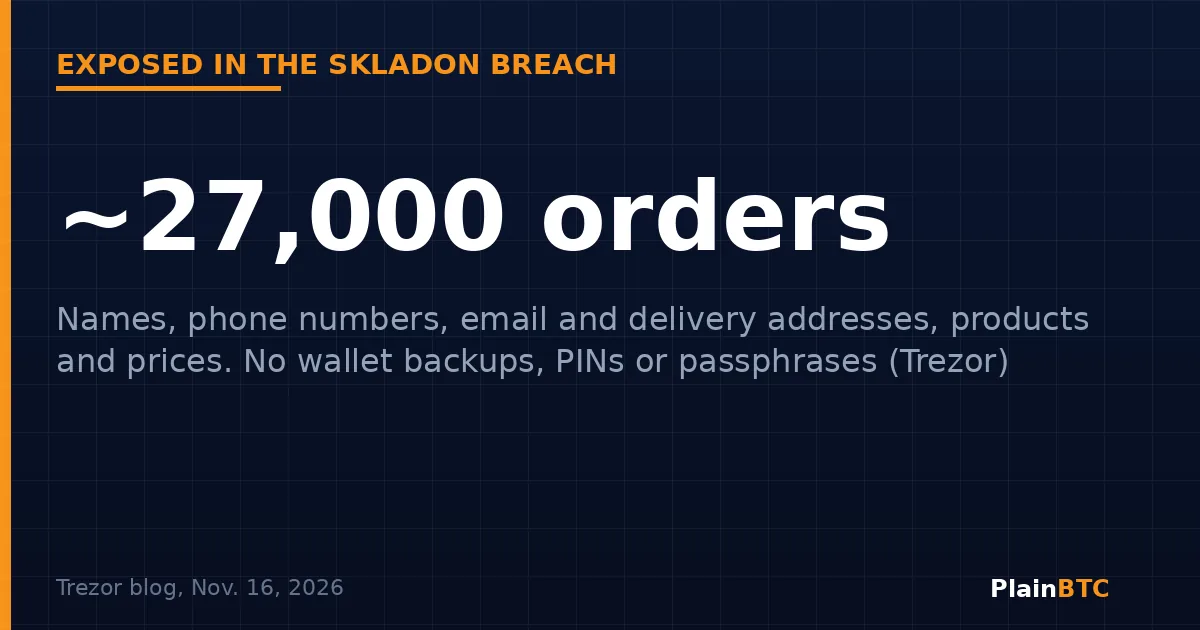 EXPOSED IN THE SKLADON BREACH
~27,000 orders
Names, phone numbers, email and delivery addresses, products
and prices. No wallet backups, PINs or passphrases (Trezor)
Trezor blog, Nov. 16, 2026
PlainBTC